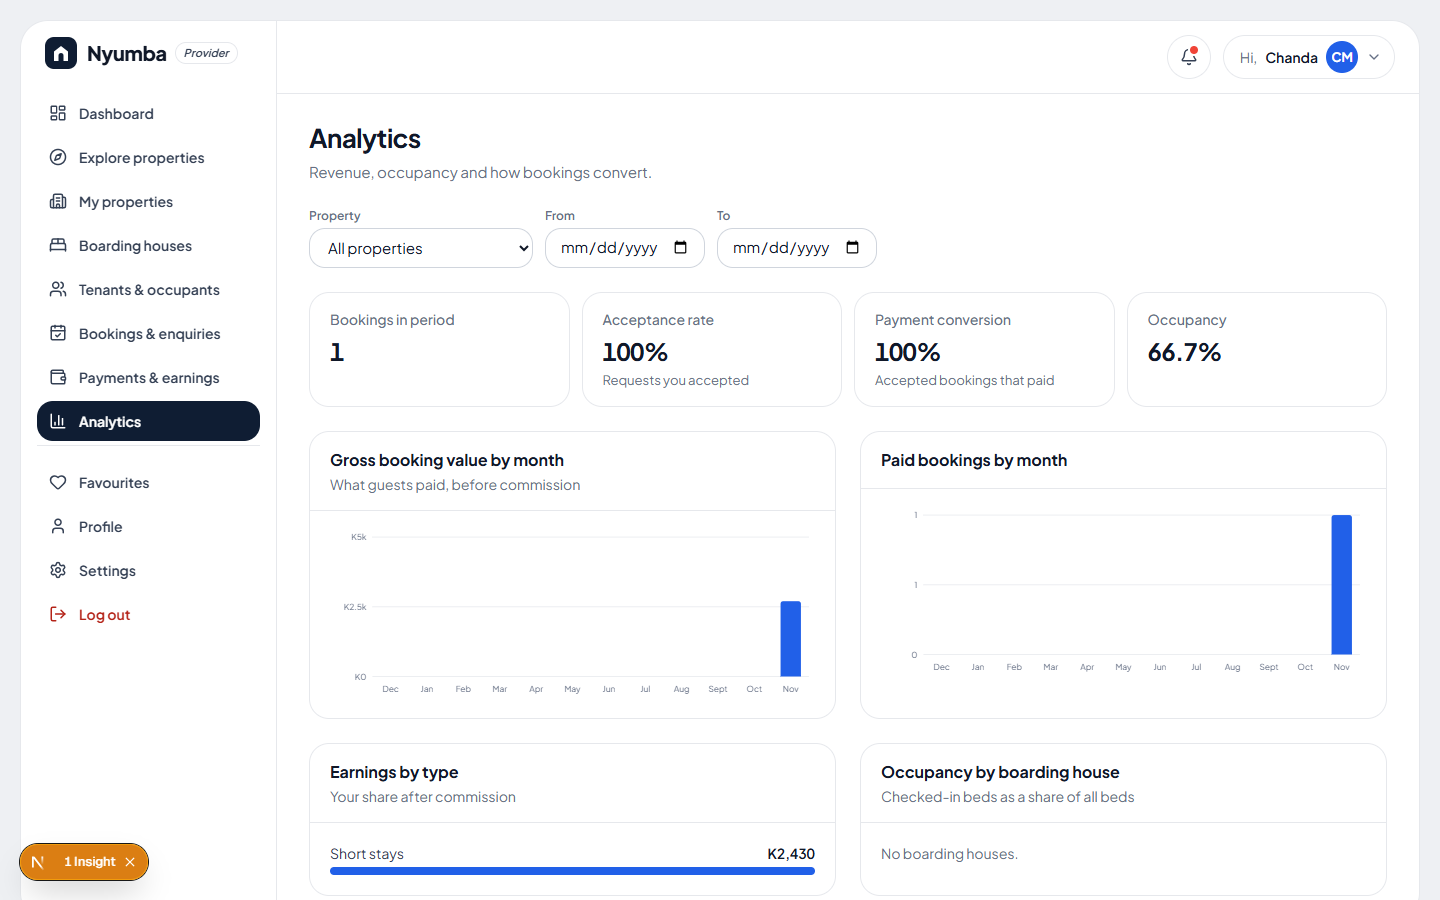 Nyumba Provider
Hi, Chanda CM
Dashboard
Explore properties
My properties
Boarding houses
Tenants & occupants
Bookings & enquiries
Payments & earnings
Analytics
Favourites
Profile
Settings
Log out
Analytics
Revenue, occupancy and how bookings convert.
Property From To
All properties mm/dd/yyyy mm/dd/yyyy
Bookings in period
1
Acceptance rate
100%
Requests you accepted
Payment conversion
100%
Accepted bookings that paid
Occupancy
66.7%
Gross booking value by month
What guests paid, before commission
K5k
K2.5k
K0
Dec Jan Feb Mar Apr May Jun Jul Aug Sept Oct Nov
Paid bookings by month
1
1
0
Dec Jan Feb Mar Apr May Jun Jul Aug Sept Oct Nov
Earnings by type
Your share after commission
Short stays K2,430
Occupancy by boarding house
Checked-in beds as a share of all beds
No boarding houses.
N 1 Insight